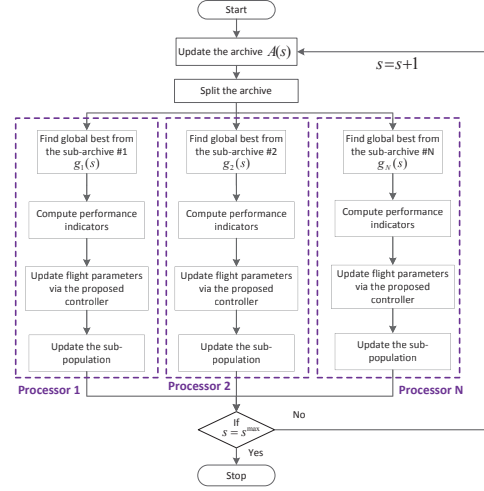 Start
Update the archive A(s)
s=s+1
Split the archive
Find global best from
the sub-archive #1
g₁(s)
Compute performance
indicators
Update flight parameters
via the proposed
controller
Update the sub-
population
Processor 1
Find global best from
the sub-archive #2
g₂(s)
Compute performance
indicators
Update flight parameters
via the proposed
controller
Update the sub-
population
Processor 2
Find global best from
the sub-archive #N
g_N(s)
Compute performance
indicators
Update flight parameters
via the proposed
controller
Update the sub-
population
Processor N
If
s = s^max
No
Yes
Stop